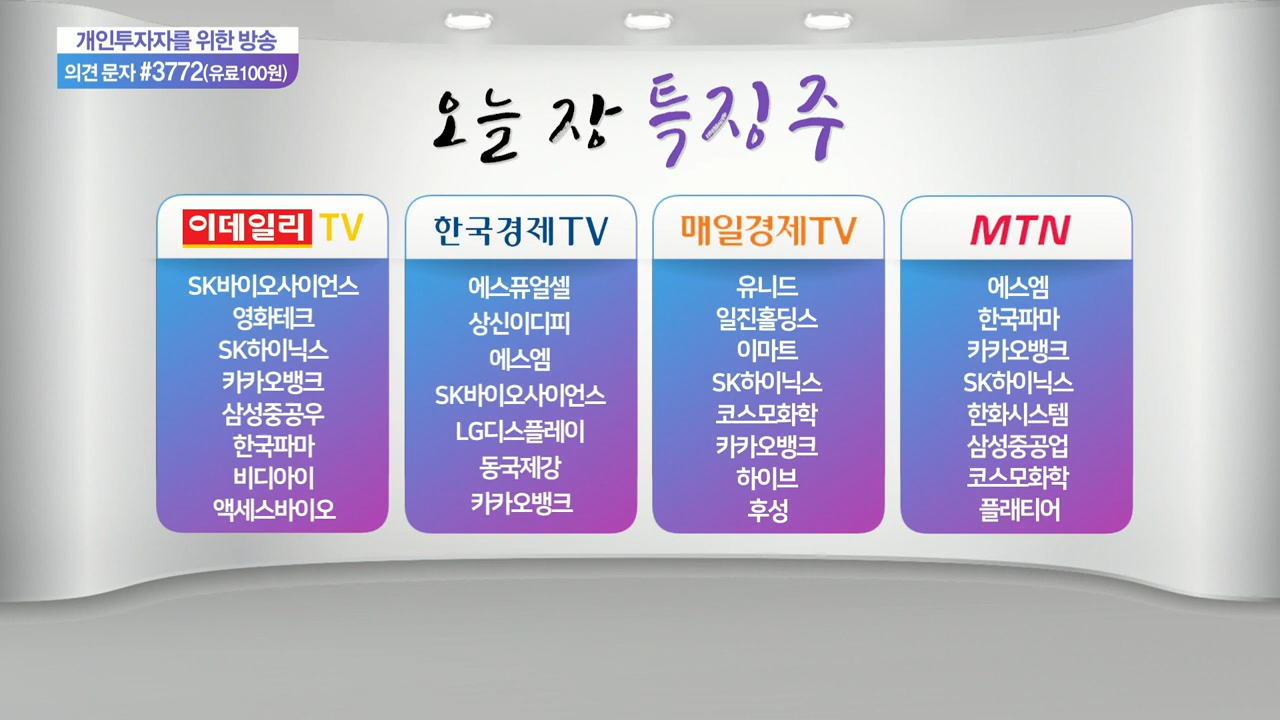 개인투자자를 위한 방송
의견 문자 #3772(유료100원)
오늘 장 특징주
이데일리 TV
SK바이오사이언스
영화테크
SK하이닉스
카카오뱅크
삼성중공우
한국파마
비디아이
액세스바이오
한국경제TV
에스퓨얼셀
상신이디피
에스엠
SK바이오사이언스
LG디스플레이
동국제강
카카오뱅크
매일경제TV
유니드
일진홀딩스
이마트
SK하이닉스
코스모화학
카카오뱅크
하이브
후성
MTN
에스엠
한국파마
카카오뱅크
SK하이닉스
한화시스템
삼성중공업
코스모화학
플래티어